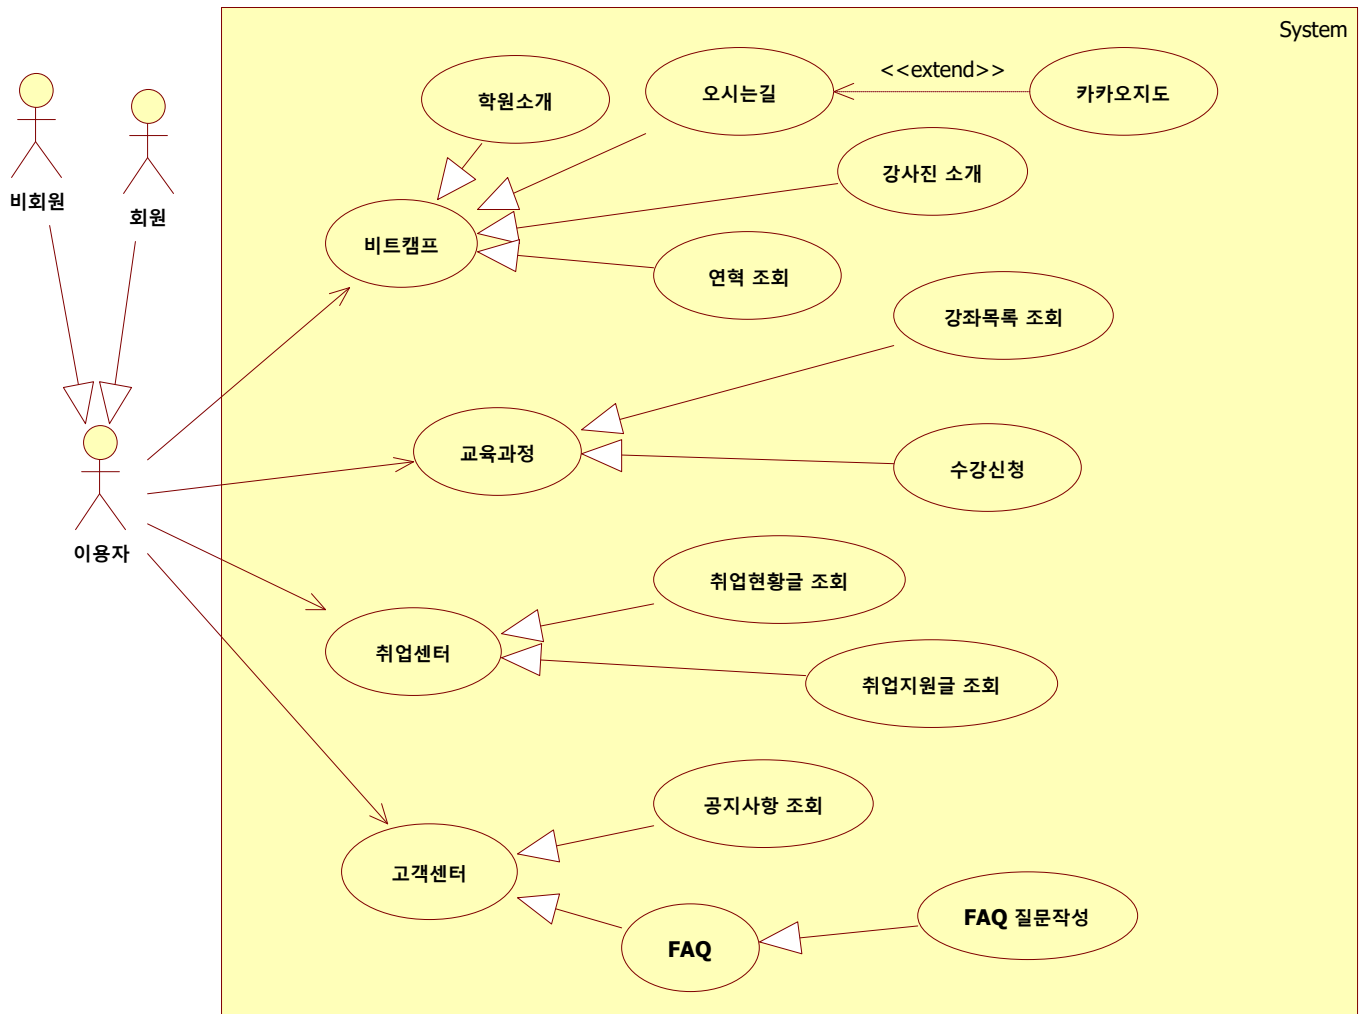 System
학원소개
오시는길
<<extend>>
카카오지도
비회원
회원
강사진 소개
비트캠프
연혁 조회
강좌목록 조회
교육과정
수강신청
이용자
취업현황글 조회
취업센터
취업지원글 조회
공지사항 조회
고객센터
FAQ
FAQ 질문작성